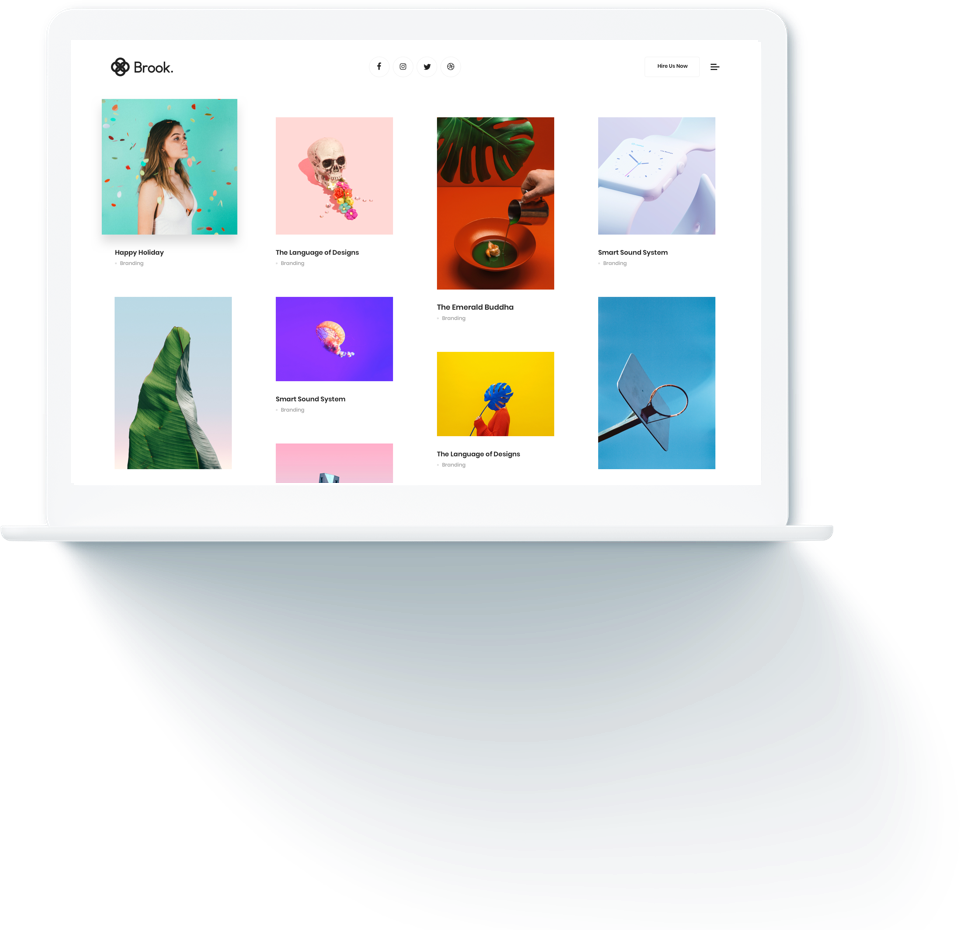 Brook.
Hire Us Now
Happy Holiday
- Branding
The Language of Designs
- Branding
The Emerald Buddha
- Branding
Smart Sound System
- Branding
Smart Sound System
- Branding
The Language of Designs
- Branding